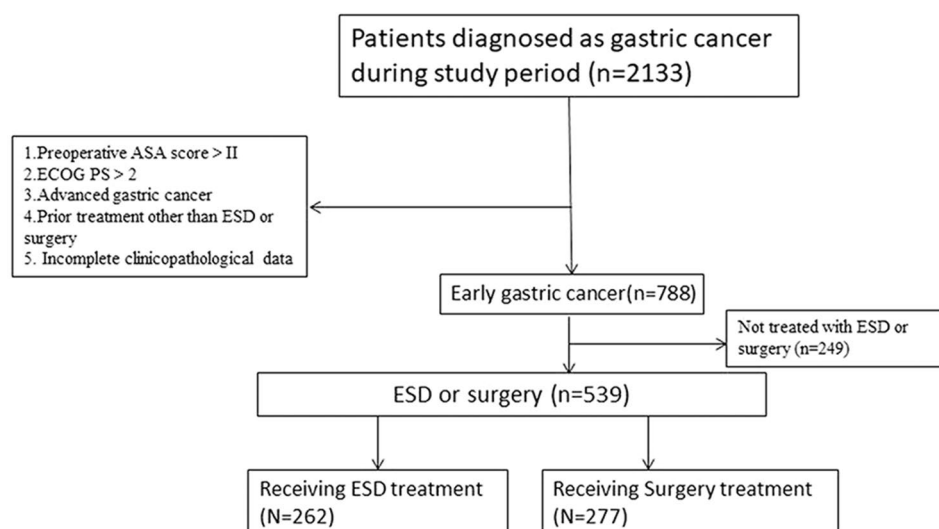 Patients diagnosed as gastric cancer
during study period (n=2133)
1.Preoperative ASA score > II
2.ECOG PS > 2
3.Advanced gastric cancer
4.Prior treatment other than ESD or
surgery
5. Incomplete clinicopathological data
Early gastric cancer(n=788)
Not treated with ESD or
surgery (n=249)
ESD or surgery (n=539)
Receiving ESD treatment
(N=262)
Receiving Surgery treatment
(N=277)